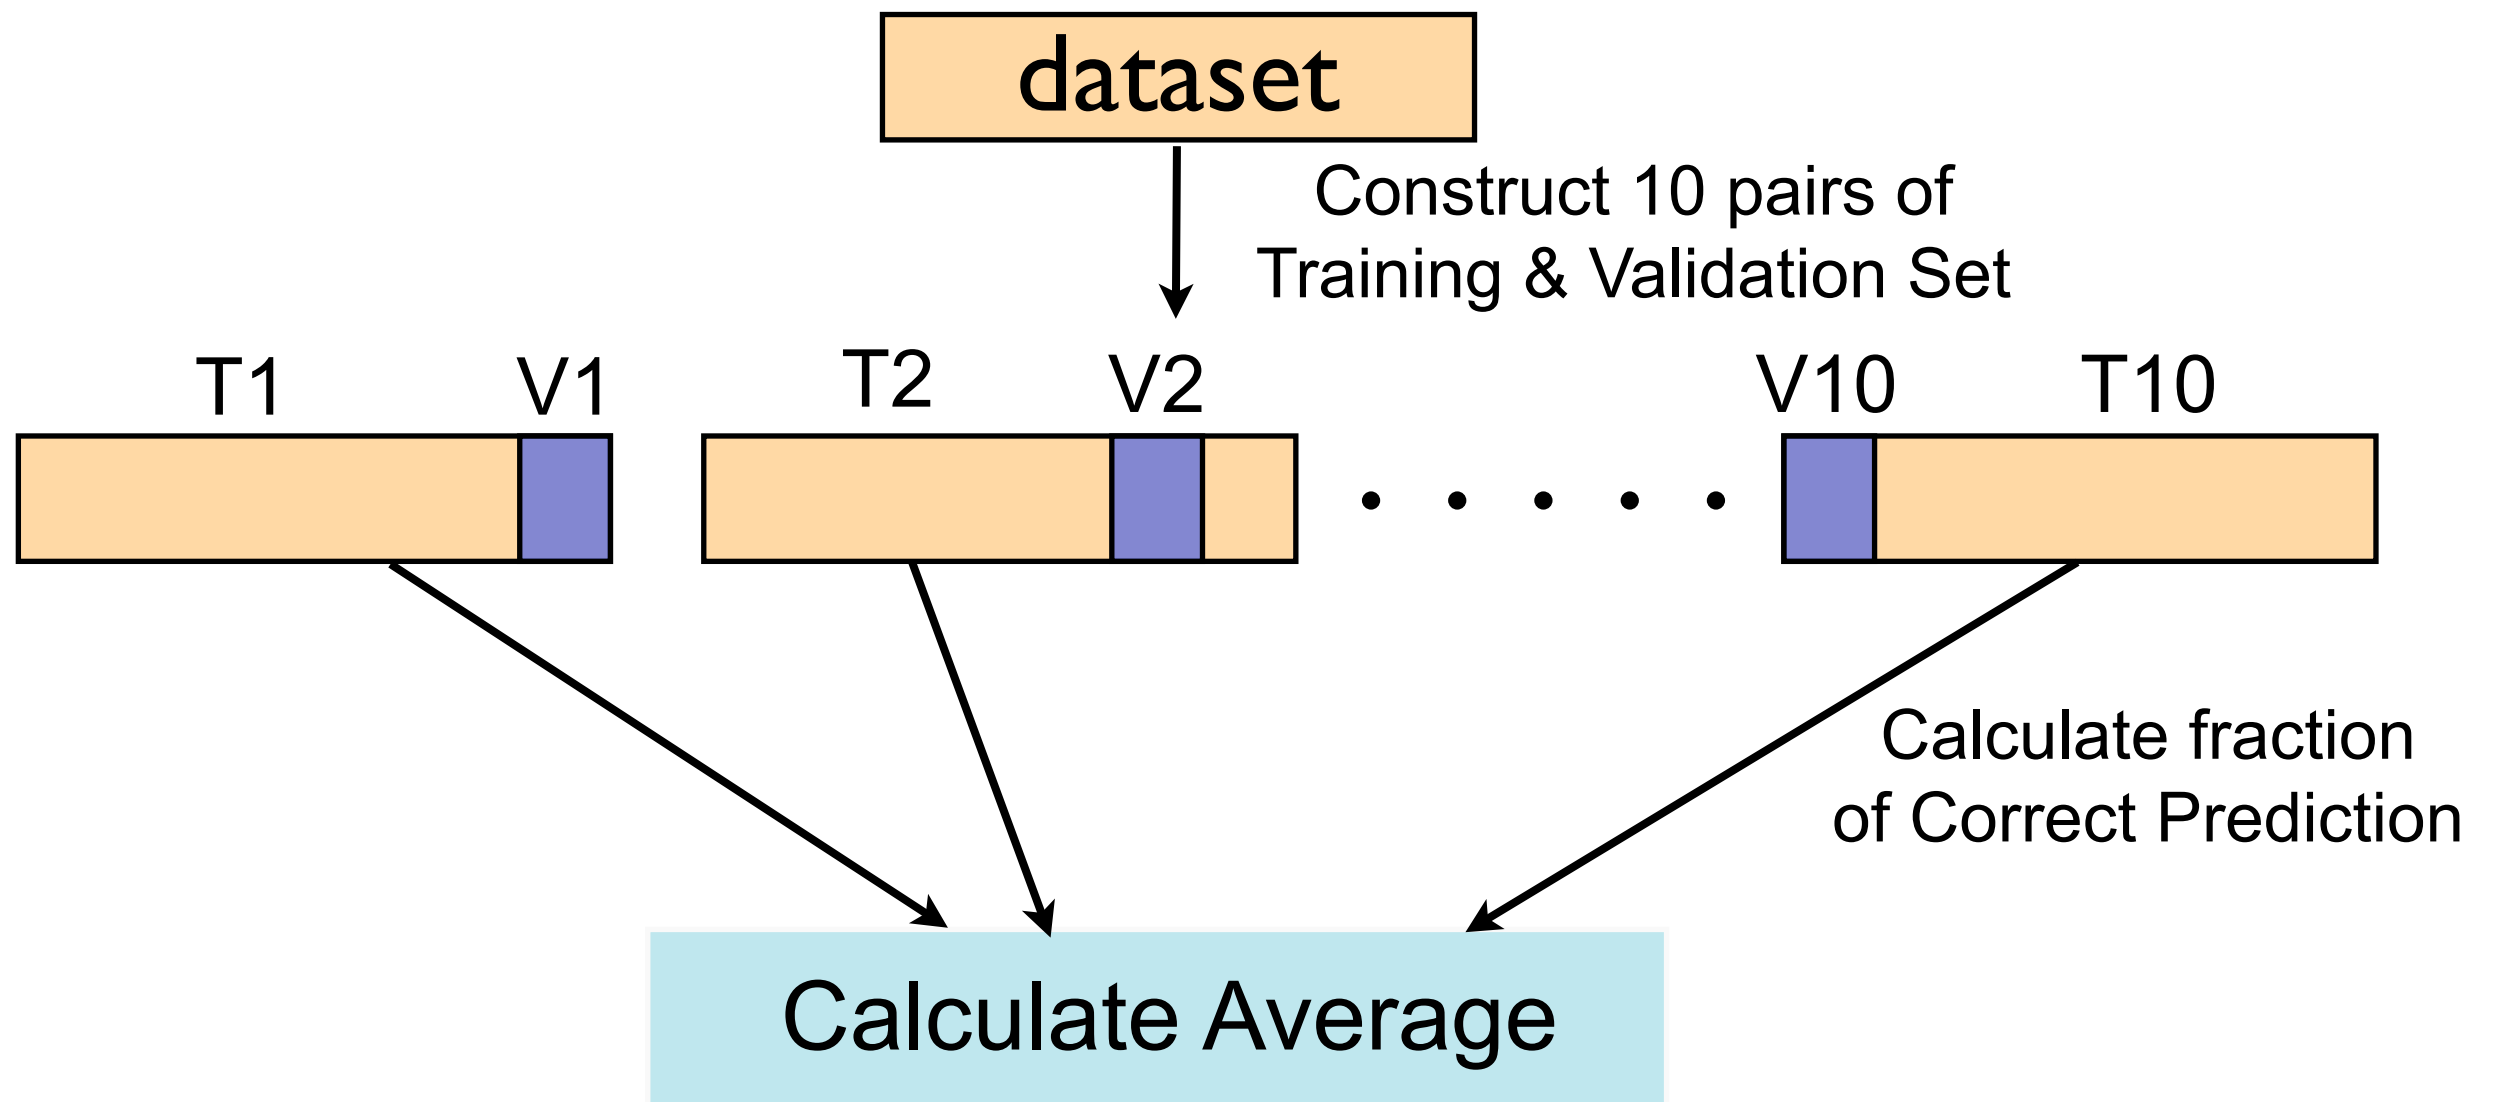 dataset
Construct 10 pairs of
Training & Validation Set
T1
V1
T2
V2
V10
T10
Calculate fraction
of Correct Prediction
Calculate Average